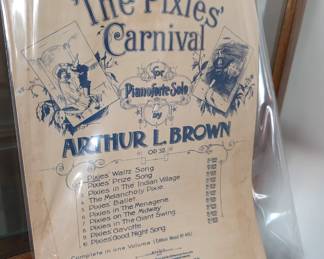 'The Pixies'
Carnival
for
Pianoforte Solo
by
ARTHUR L. BROWN
OP. 32
Pixies' Waltz Song
Pixies' Prize Song
Pixies in The Indian Village
The Melancholy Pixie
Pixies' Ballet
Pixies in The Menagerie
Pixies on The Midway
Pixies in The Giant Swing
Pixies Gavotte
Pixies Good Night Song
Complete in one Volume